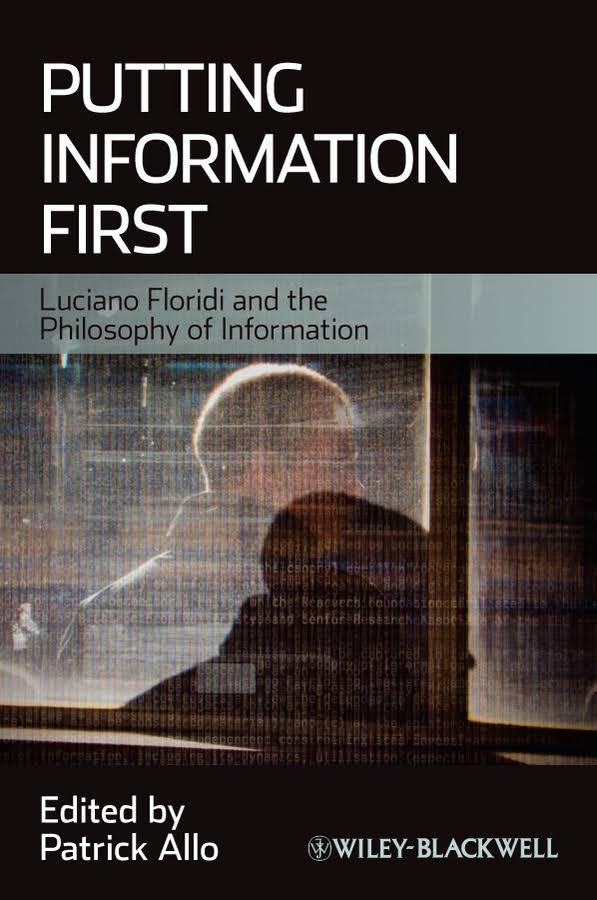 PUTTING
INFORMATION
FIRST
Luciano Floridi and the
Philosophy of Information
Edited by
Patrick Allo
WILEY-BLACKWELL